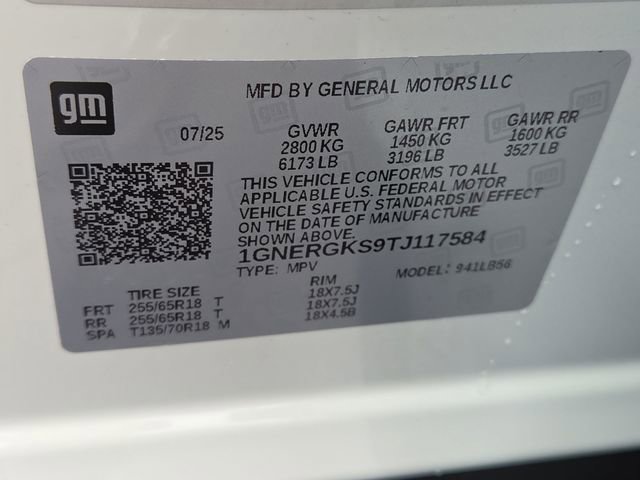 gm
MFD BY GENERAL MOTORS LLC
07/25 GVWR GAWR FRT GAWR RR
2800 KG 1450 KG 1600 KG
6173 LB 3196 LB 3527 LB
THIS VEHICLE CONFORMS TO ALL
APPLICABLE U.S. FEDERAL MOTOR
VEHICLE SAFETY STANDARDS IN EFFECT
ON THE DATE OF MANUFACTURE
SHOWN ABOVE.
1GNERGKS9TJ117584
TYPE: MPV MODEL: 941LB56
TIRE SIZE RIM
FRT 255/65R18 T 18X7.5J
RR 255/65R18 T 18X7.5J
SPA T135/70R18 M 18X4.5B